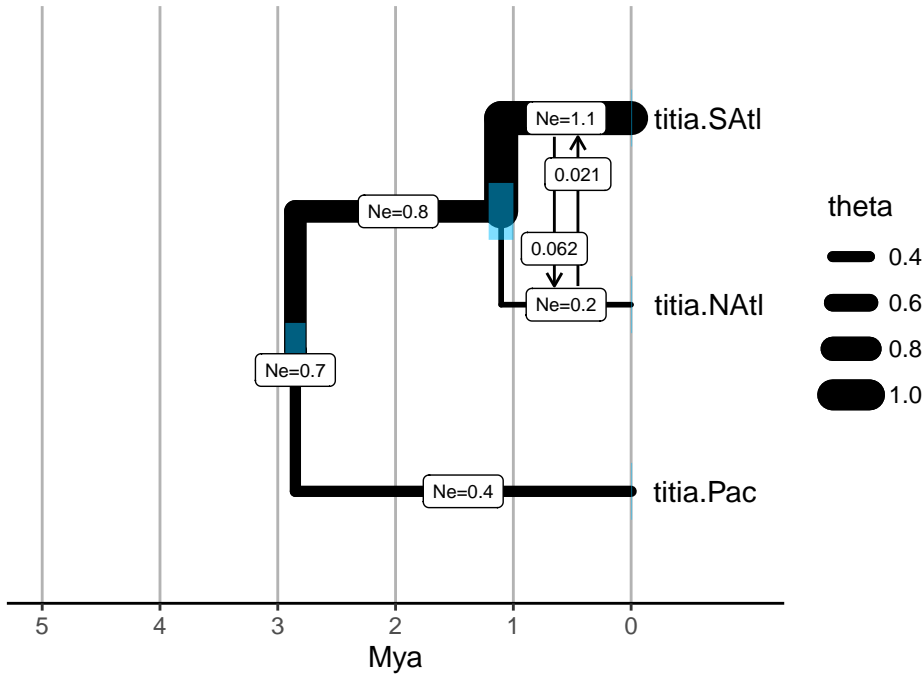 Ne=1.1
titia.SAtl
0.021
Ne=0.8
theta
0.062
0.4
Ne=0.2
titia.NAtl
0.6
0.8
Ne=0.7
1.0
Ne=0.4
titia.Pac
5 4 3 2 1 0
Mya